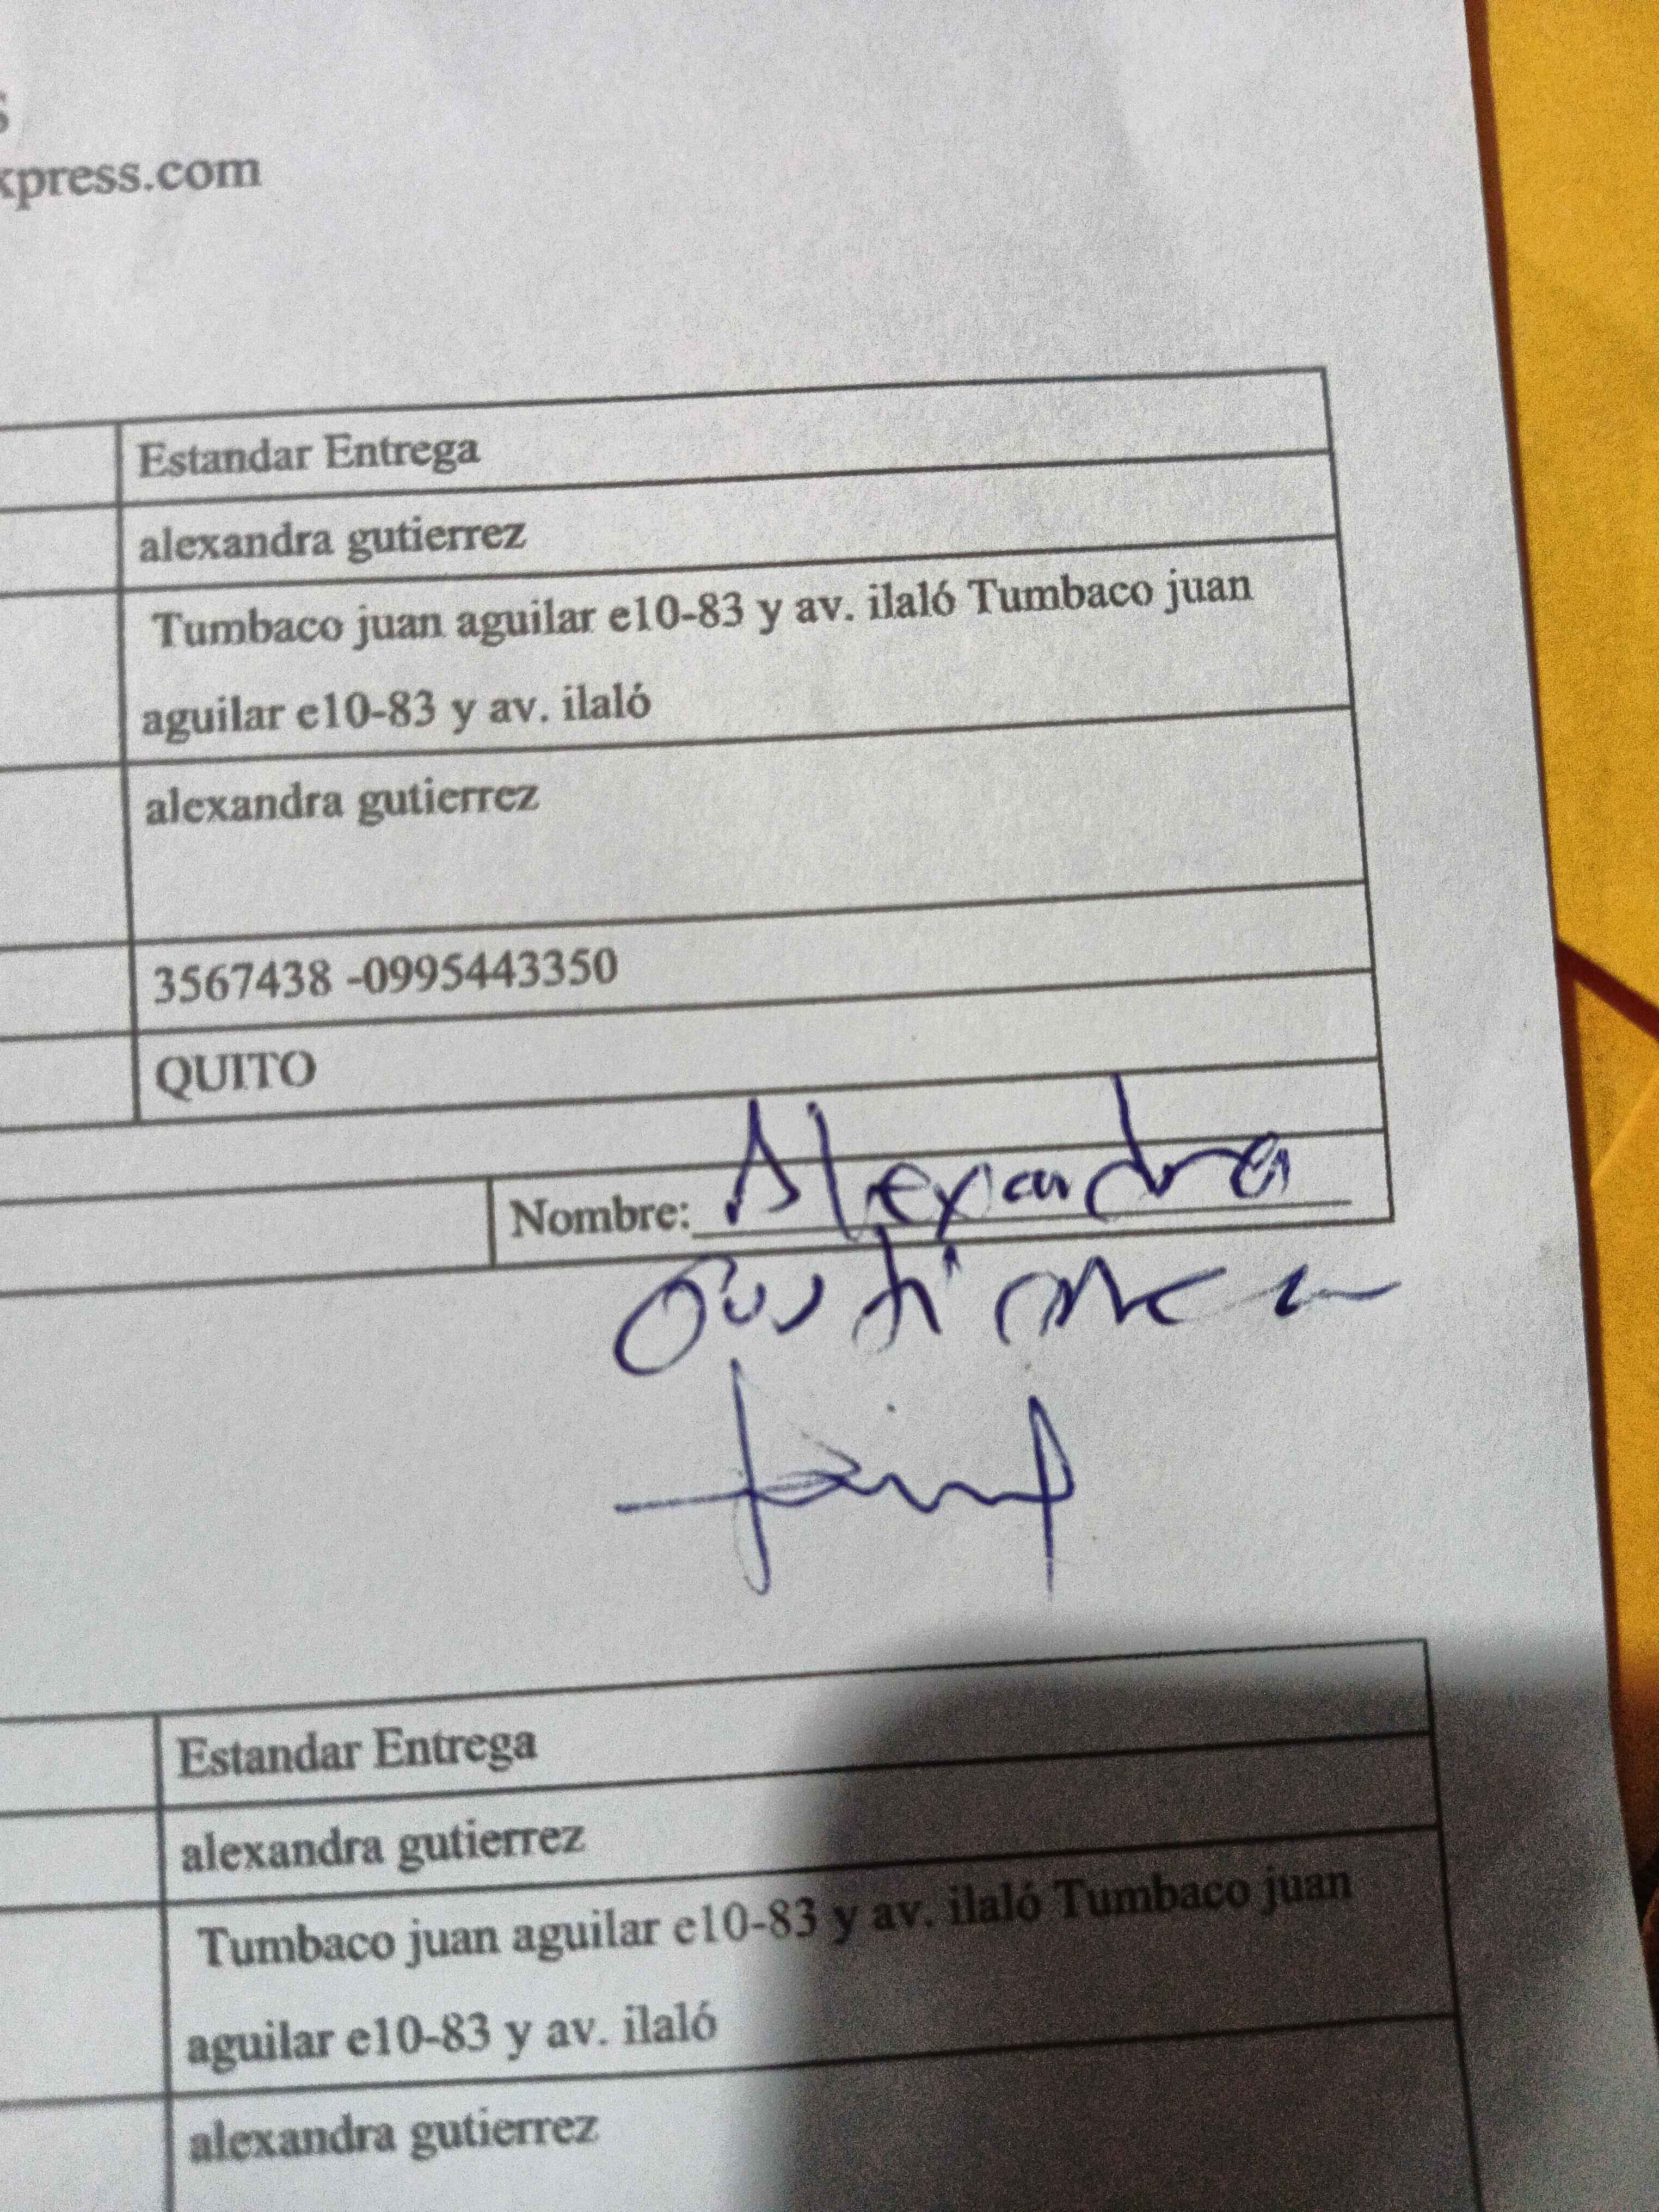 S
xpress.com
Estandar Entrega
alexandra gutierrez
Tumbaco juan aguilar e10-83 y av. ilaló Tumbaco juan
aguilar e10-83 y av. ilaló
alexandra gutierrez
3567438 -0995443350
QUITO
Nombre: Alexandra
Estandar Entrega
alexandra gutierrez
Tumbaco juan aguilar e10-83 y av. ilaló Tumbaco juan
aguilar e10-83 y av. ilaló
alexandra gutierrez